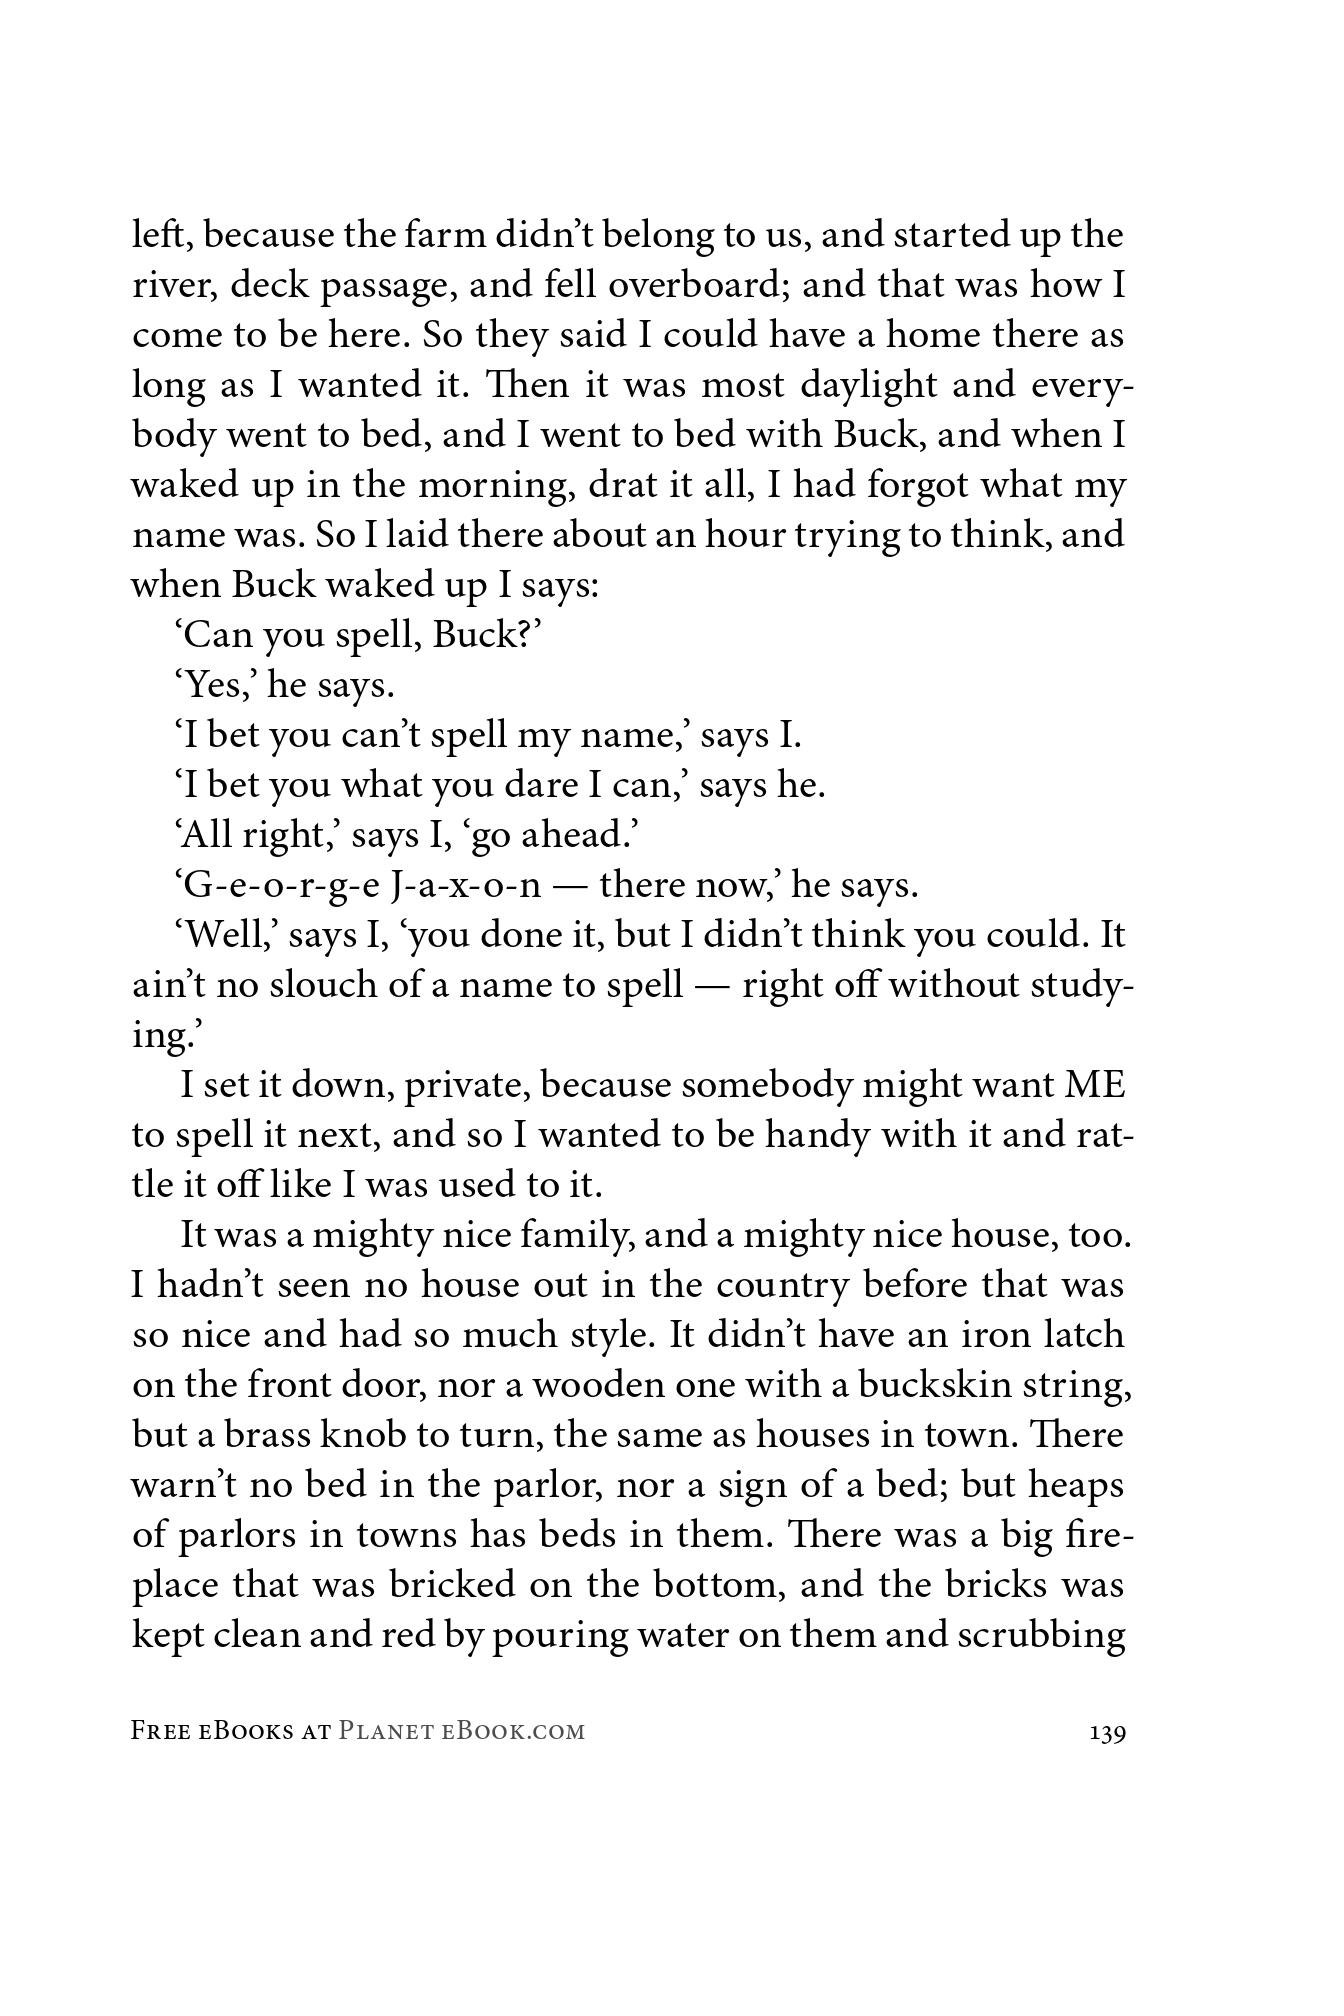 left, because the farm didn’t belong to us, and started up the
river, deck passage, and fell overboard; and that was how I
come to be here. So they said I could have a home there as
long as I wanted it. Then it was most daylight and every-
body went to bed, and I went to bed with Buck, and when I
waked up in the morning, drat it all, I had forgot what my
name was. So I laid there about an hour trying to think, and
when Buck waked up I says:
‘Can you spell, Buck?’
‘Yes,’ he says.
‘I bet you can’t spell my name,’ says I.
‘I bet you what you dare I can,’ says he.
‘All right,’ says I, ‘go ahead.’
‘G-e-o-r-g-e J-a-x-o-n — there now,’ he says.
‘Well,’ says I, ‘you done it, but I didn’t think you could. It
ain’t no slouch of a name to spell — right off without study-
ing.’
I set it down, private, because somebody might want ME
to spell it next, and so I wanted to be handy with it and rat-
tle it off like I was used to it.
It was a mighty nice family, and a mighty nice house, too.
I hadn’t seen no house out in the country before that was
so nice and had so much style. It didn’t have an iron latch
on the front door, nor a wooden one with a buckskin string,
but a brass knob to turn, the same as houses in town. There
warn’t no bed in the parlor, nor a sign of a bed; but heaps
of parlors in towns has beds in them. There was a big fire-
place that was bricked on the bottom, and the bricks was
kept clean and red by pouring water on them and scrubbing
Free eBooks at Planet eBook.com 139